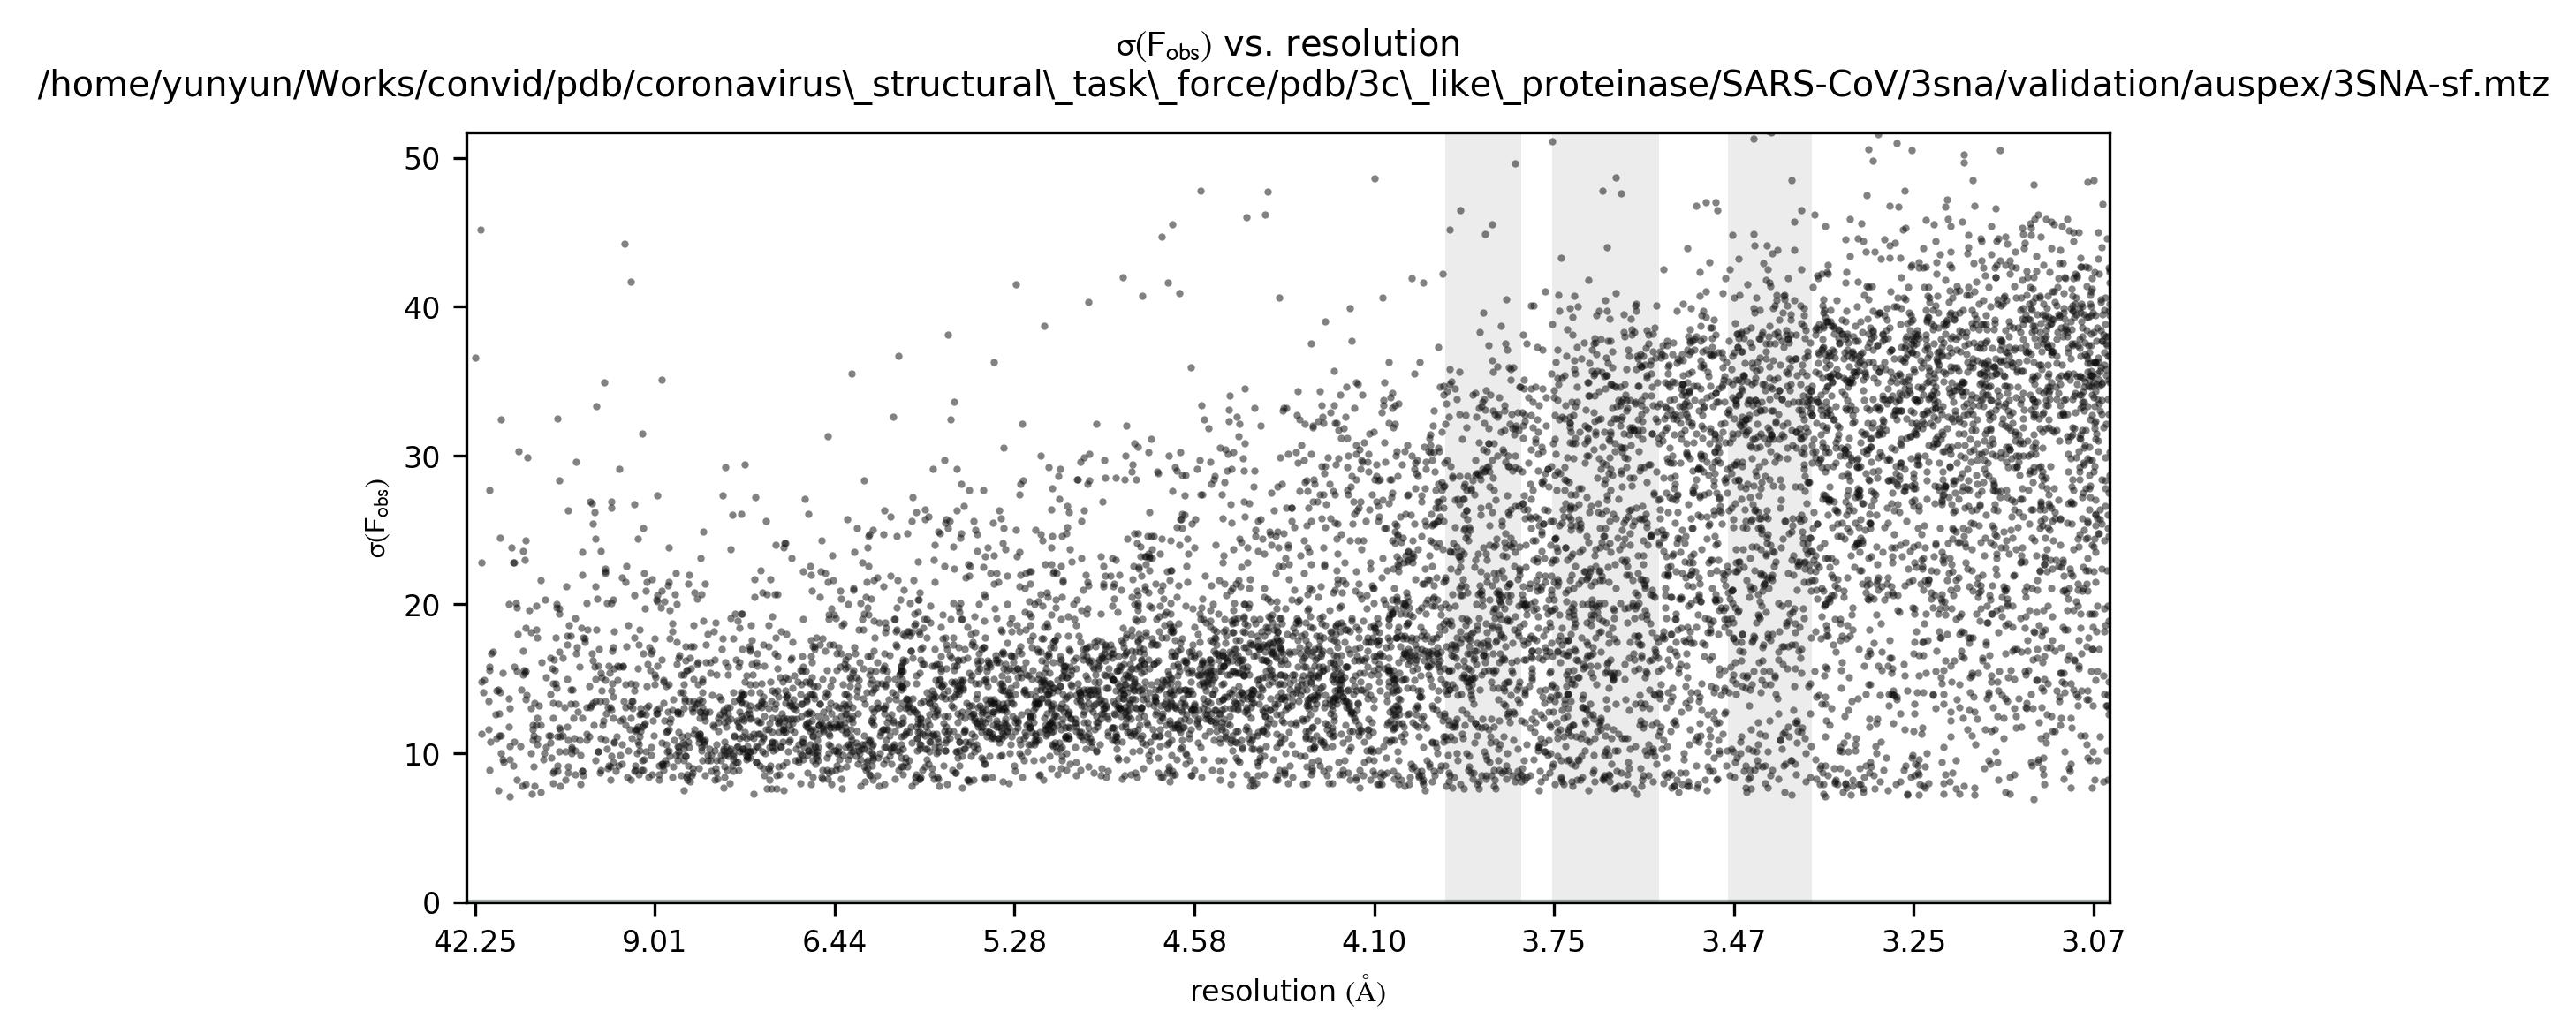 σ(Fobs) vs. resolution
/home/yunyun/Works/convid/pdb/coronavirus\_structural\_task\_force/pdb/3c\_like\_proteinase/SARS-CoV/3sna/validation/auspex/3SNA-sf.mtz
50
40
30
20
10
0
σ(Fobs)
42.25 9.01 6.44 5.28 4.58 4.10 3.75 3.47 3.25 3.07
resolution (Å)